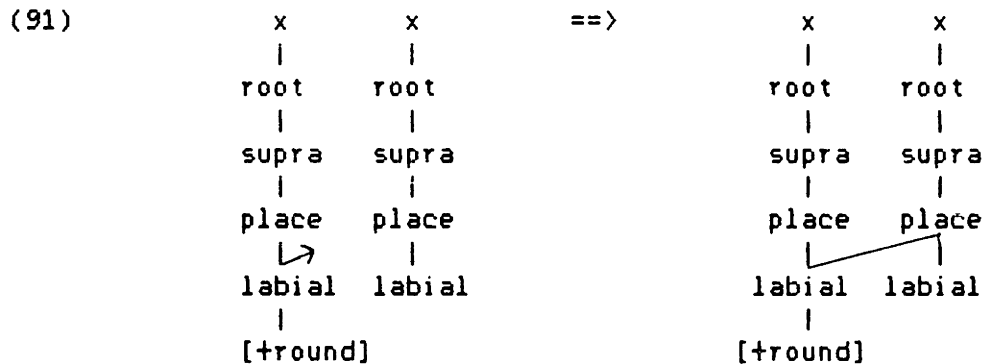 (91) x x ==> x x
| | | |
root root root root
| | | |
supra supra supra supra
| | | |
place place place place
| | | |
labial labial labial labial
| |
[+round] [+round]